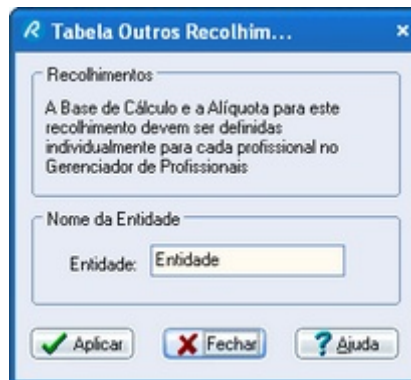 Tabela Outros Recolhim...
Recolhimentos
A Base de Cálculo e a Alíquota para este
recolhimento devem ser definidas
individualmente para cada profissional no
Gerenciador de Profissionais
Nome da Entidade
Entidade: Entidade
Aplicar Fechar Ajuda